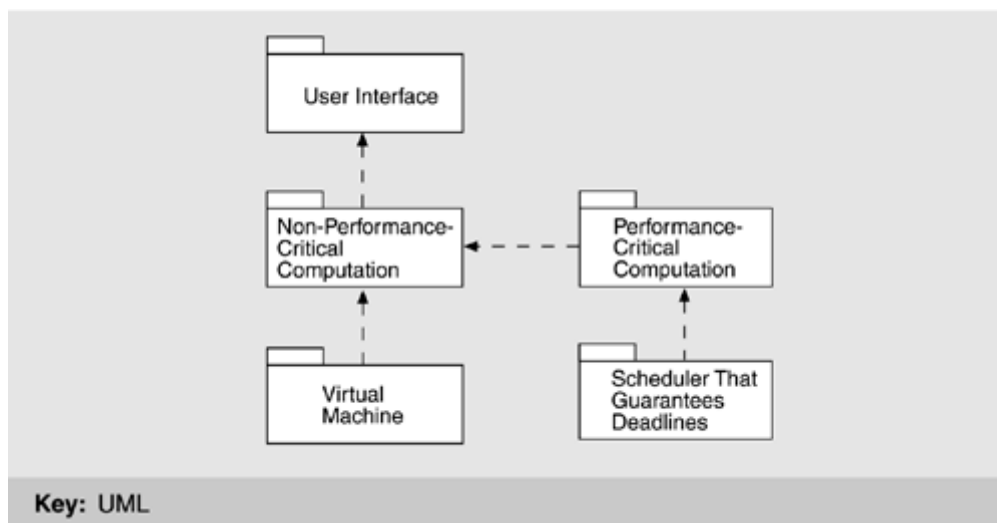 User Interface
Non-Performance-
Critical
Computation
Performance-
Critical
Computation
Virtual
Machine
Scheduler That
Guarantees
Deadlines
Key: UML